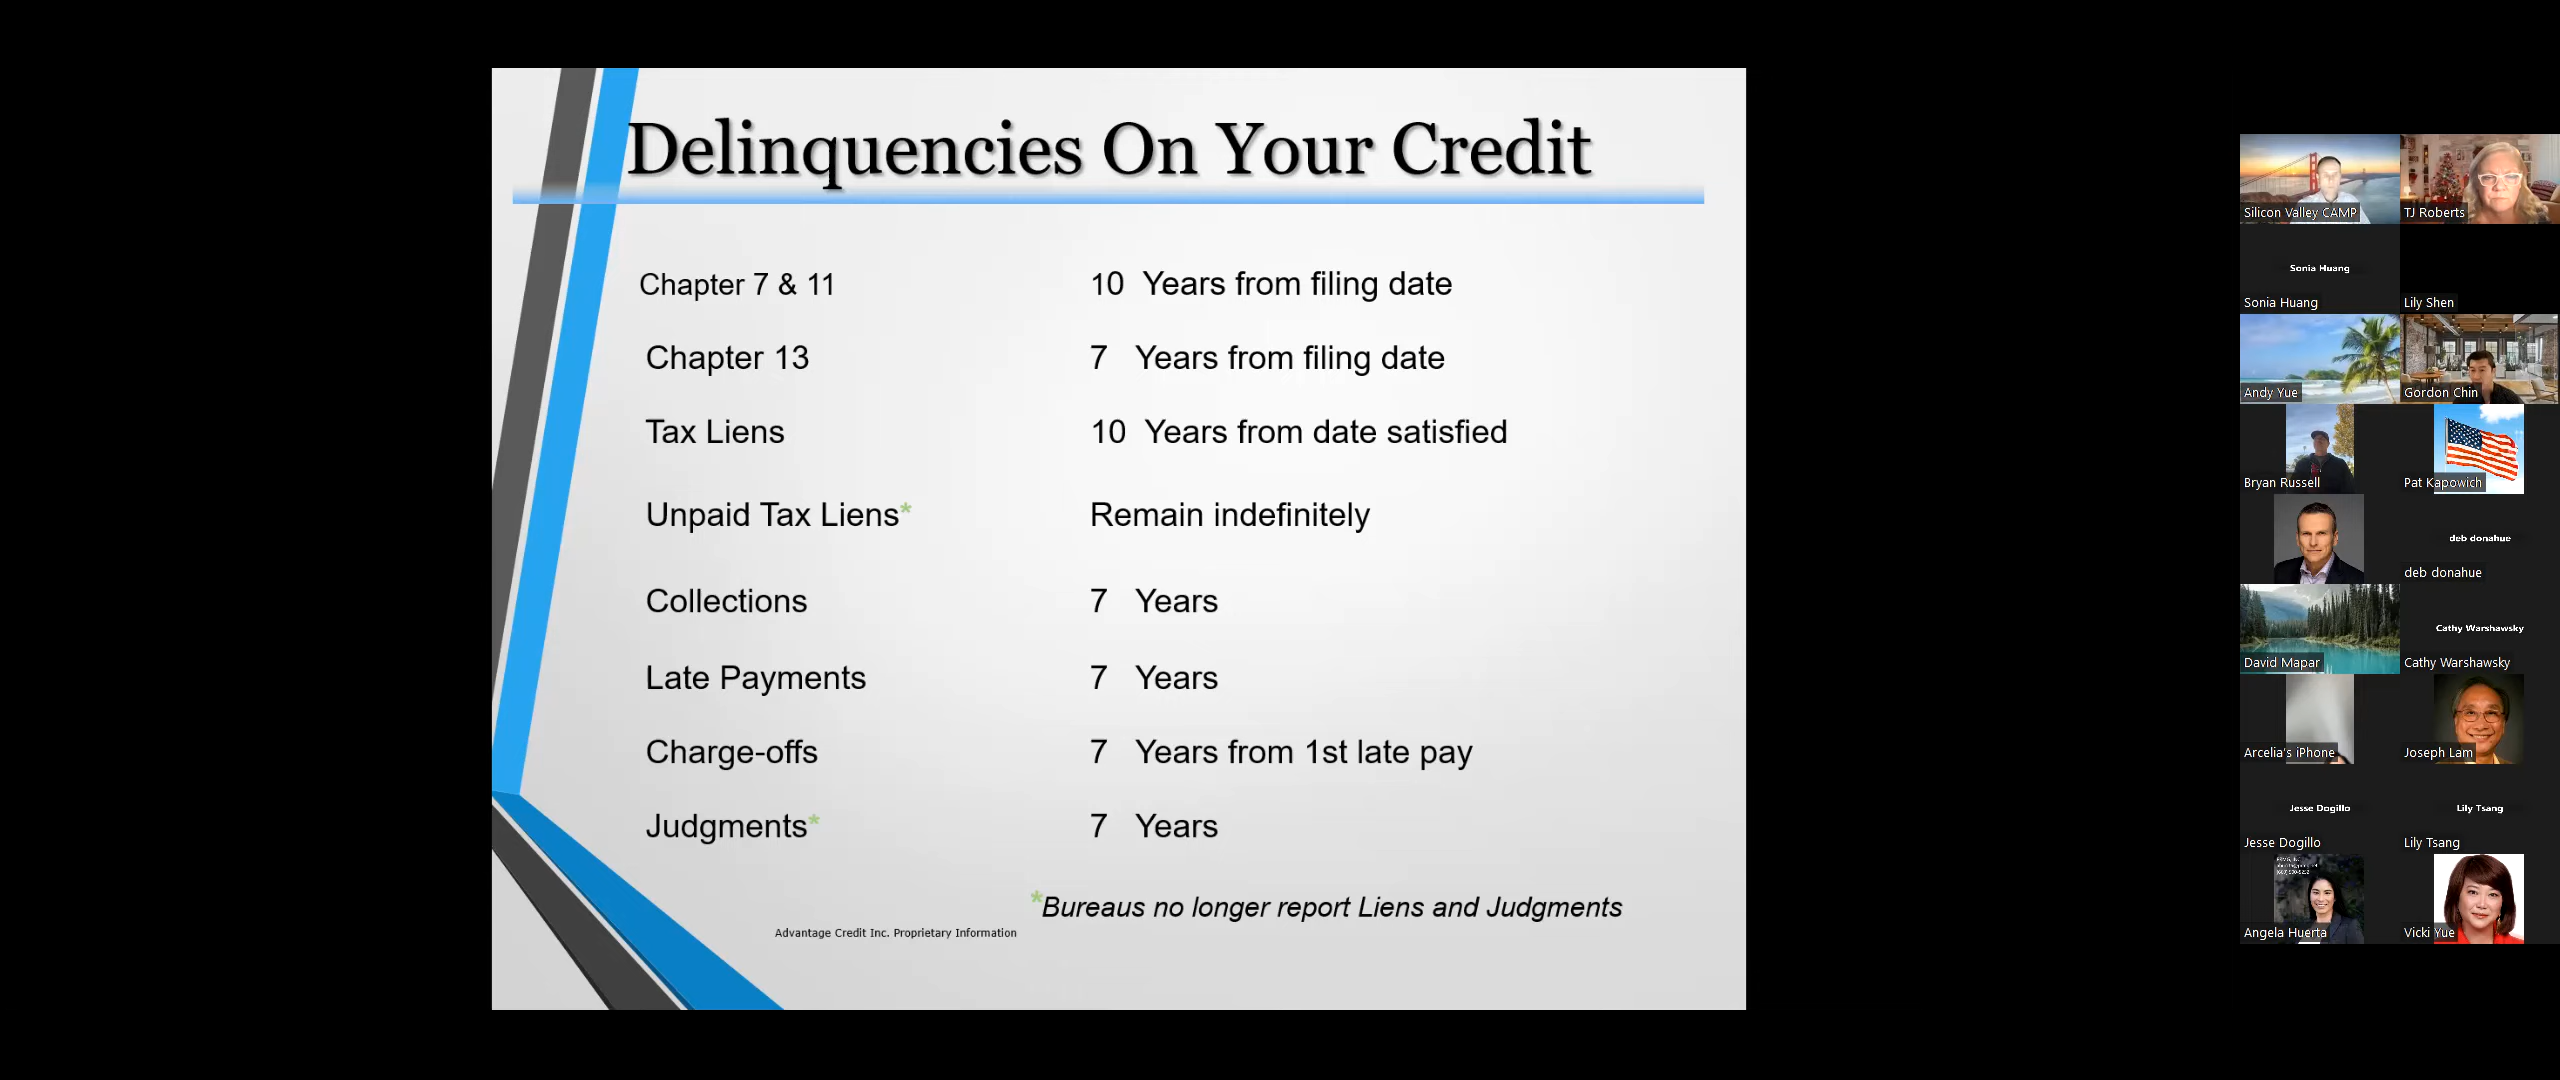 Delinquencies On Your Credit
Chapter 7 & 11 10 Years from filing date
Chapter 13 7 Years from filing date
Tax Liens 10 Years from date satisfied
Unpaid Tax Liens* Remain indefinitely
Collections 7 Years
Late Payments 7 Years
Charge-offs 7 Years from 1st late pay
Judgments* 7 Years
*Bureaus no longer report Liens and Judgments
Advantage Credit Inc. Proprietary Information
Silicon Valley CAMP
TJ Roberts
Sonia Huang
Sonia Huang
Lily Shen
Andy Yue
Gordon Chin
Bryan Russell
Pat Kapowich
deb donahue
deb donahue
David Mapar
Cathy Warshawsky
Cathy Warshawsky
Arcelia's iPhone
Joseph Lam
Jesse Dogillo
Jesse Dogillo
Lily Tsang
Lily Tsang
Angela Huerta
Vicki Yue